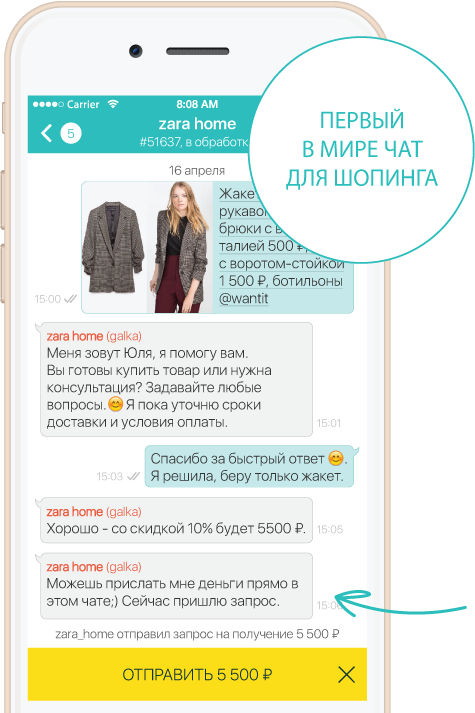 Carrier
8:08 AM
ПЕРВЫЙ
В МИРЕ ЧАТ
ДЛЯ ШОПИНГА
5
zara home
#51637, в обработк
16 апреля
Жаке
рукаво
брюки с в
талией 500 ₽,
с воротом-стойкой
1 500 ₽, ботильоны
@wantit
15:00
zara home (galka)
Меня зовут Юля, я помогу вам.
Вы готовы купить товар или нужна
консультация? Задавайте любые
вопросы.😊 Я пока уточню сроки
доставки и условия оплаты.
15:01
Спасибо за быстрый ответ 😊.
Я решила, беру только жакет.
15:03
zara home (galka)
Хорошо - со скидкой 10% будет 5500 ₽.
15:05
zara home (galka)
Можешь прислать мне деньги прямо в
этом чате;) Сейчас пришлю запрос.
zara_home отправил запрос на получение 5 500 ₽
ОТПРАВИТЬ 5 500 ₽